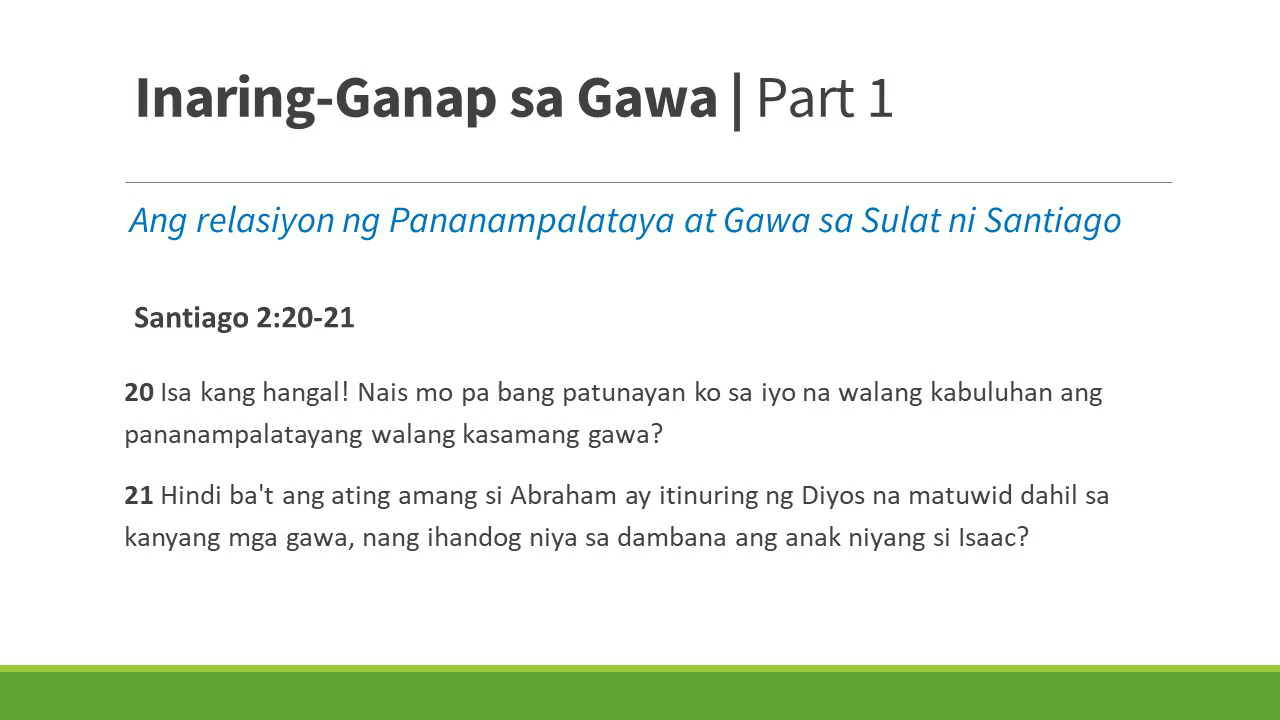 Inaring-Ganap sa Gawa | Part 1
Ang relasiyon ng Pananampalataya at Gawa sa Sulat ni Santiago
Santiago 2:20-21
20 Isa kang hangal! Nais mo pa bang patunayan ko sa iyo na walang kabuluhan ang
pananampalatayang walang kasamang gawa?
21 Hindi ba't ang ating amang si Abraham ay itinuring ng Diyos na matuwid dahil sa
kanyang mga gawa, nang ihandog niya sa dambana ang anak niyang si Isaac?